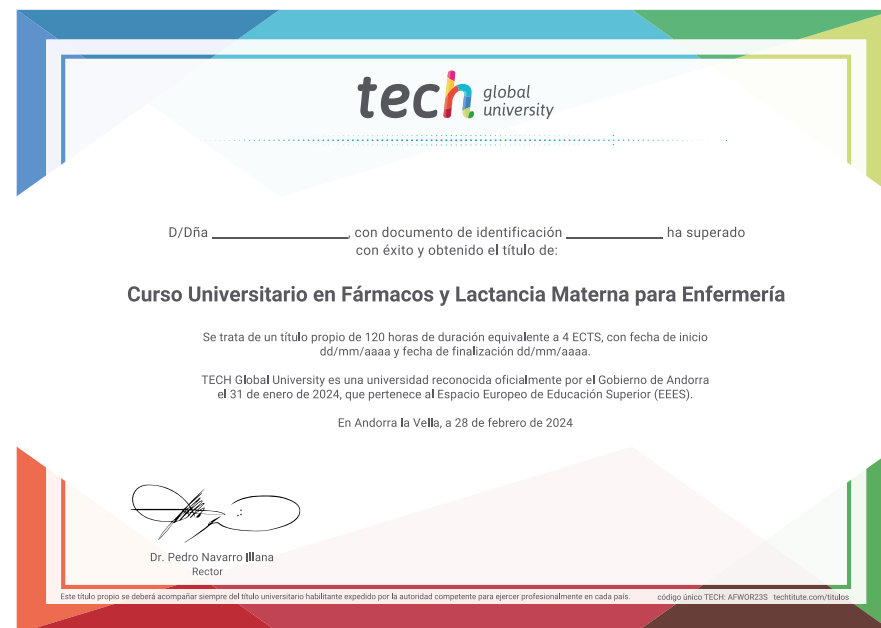 tech global
university
D/Dña ______________, con documento de identificación __________ ha superado
con éxito y obtenido el título de:
Curso Universitario en Fármacos y Lactancia Materna para Enfermería
Se trata de un título propio de 120 horas de duración equivalente a 4 ECTS, con fecha de inicio
dd/mm/aaaa y fecha de finalización dd/mm/aaaa.
TECH Global University es una universidad reconocida oficialmente por el Gobierno de Andorra
el 31 de enero de 2024, que pertenece al Espacio Europeo de Educación Superior (EEES).
En Andorra la Vella, a 28 de febrero de 2024
Dr. Pedro Navarro Illana
Rector
Este título propio se deberá acompañar siempre del título universitario habilitante expedido por la autoridad competente para ejercer profesionalmente en cada país. código único TECH: AFWOR23S techtitute.com/titulos